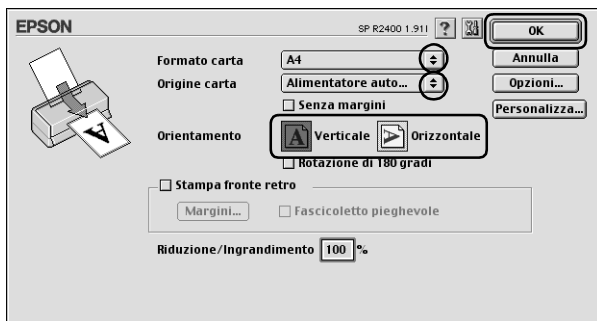 EPSON SP R2400 1.91I ? OK
Formato carta A4 Annulla
Origine carta Alimentatore auto... Opzioni...
Senza margini Personalizza...
Orientamento A Verticale A Orizzontale
Rotazione di 180 gradi
Stampa fronte retro
Margini... Fascicoletto pieghevole
Riduzione/Ingrandimento 100 %